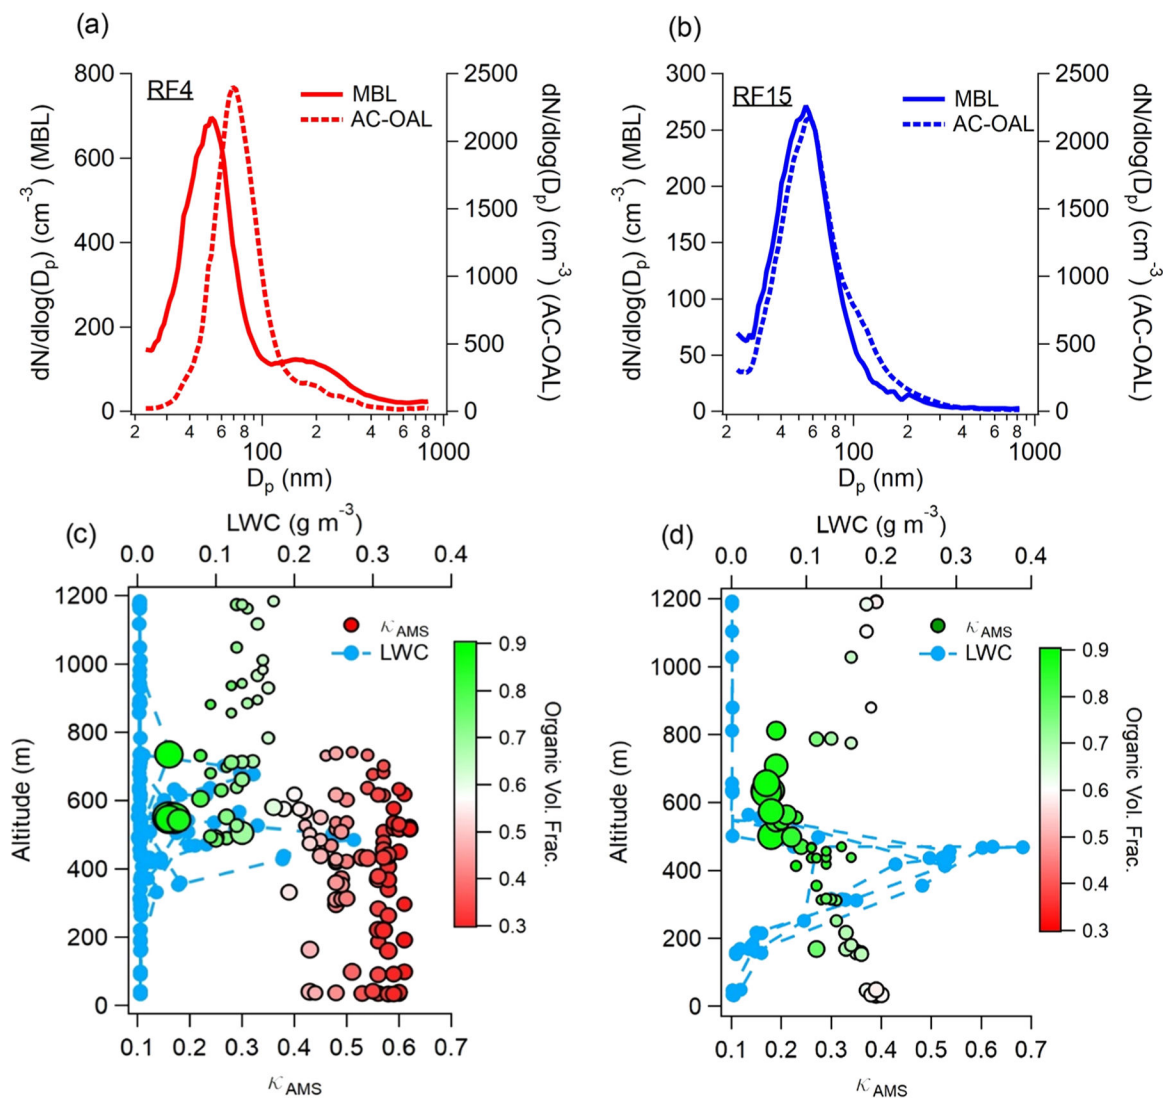 (a)
RF4
MBL
AC-OAL
800
600
400
200
0
dN/dlog(Dp) (cm-3) (MBL)
2500
2000
1500
1000
500
0
dN/dlog(Dp) (cm-3) (AC-OAL)
2 4 6 8 100 2 4 6 8 1000
Dp (nm)
(b)
RF15
MBL
AC-OAL
300
250
200
150
100
50
0
dN/dlog(Dp) (cm-3) (MBL)
2500
2000
1500
1000
500
0
dN/dlog(Dp) (cm-3) (AC-OAL)
2 4 6 8 100 2 4 6 8 1000
Dp (nm)
(c)
LWC (g m-3)
0.0 0.1 0.2 0.3 0.4
1200
1000
800
600
400
200
0
Altitude (m)
κAMS
LWC
0.9
0.8
0.7
0.6
0.5
0.4
0.3
Organic Vol. Frac.
0.1 0.2 0.3 0.4 0.5 0.6 0.7
κAMS
(d)
LWC (g m-3)
0.0 0.1 0.2 0.3 0.4
1200
1000
800
600
400
200
0
Altitude (m)
κAMS
LWC
0.9
0.8
0.7
0.6
0.5
0.4
0.3
Organic Vol. Frac.
0.1 0.2 0.3 0.4 0.5 0.6 0.7
κAMS